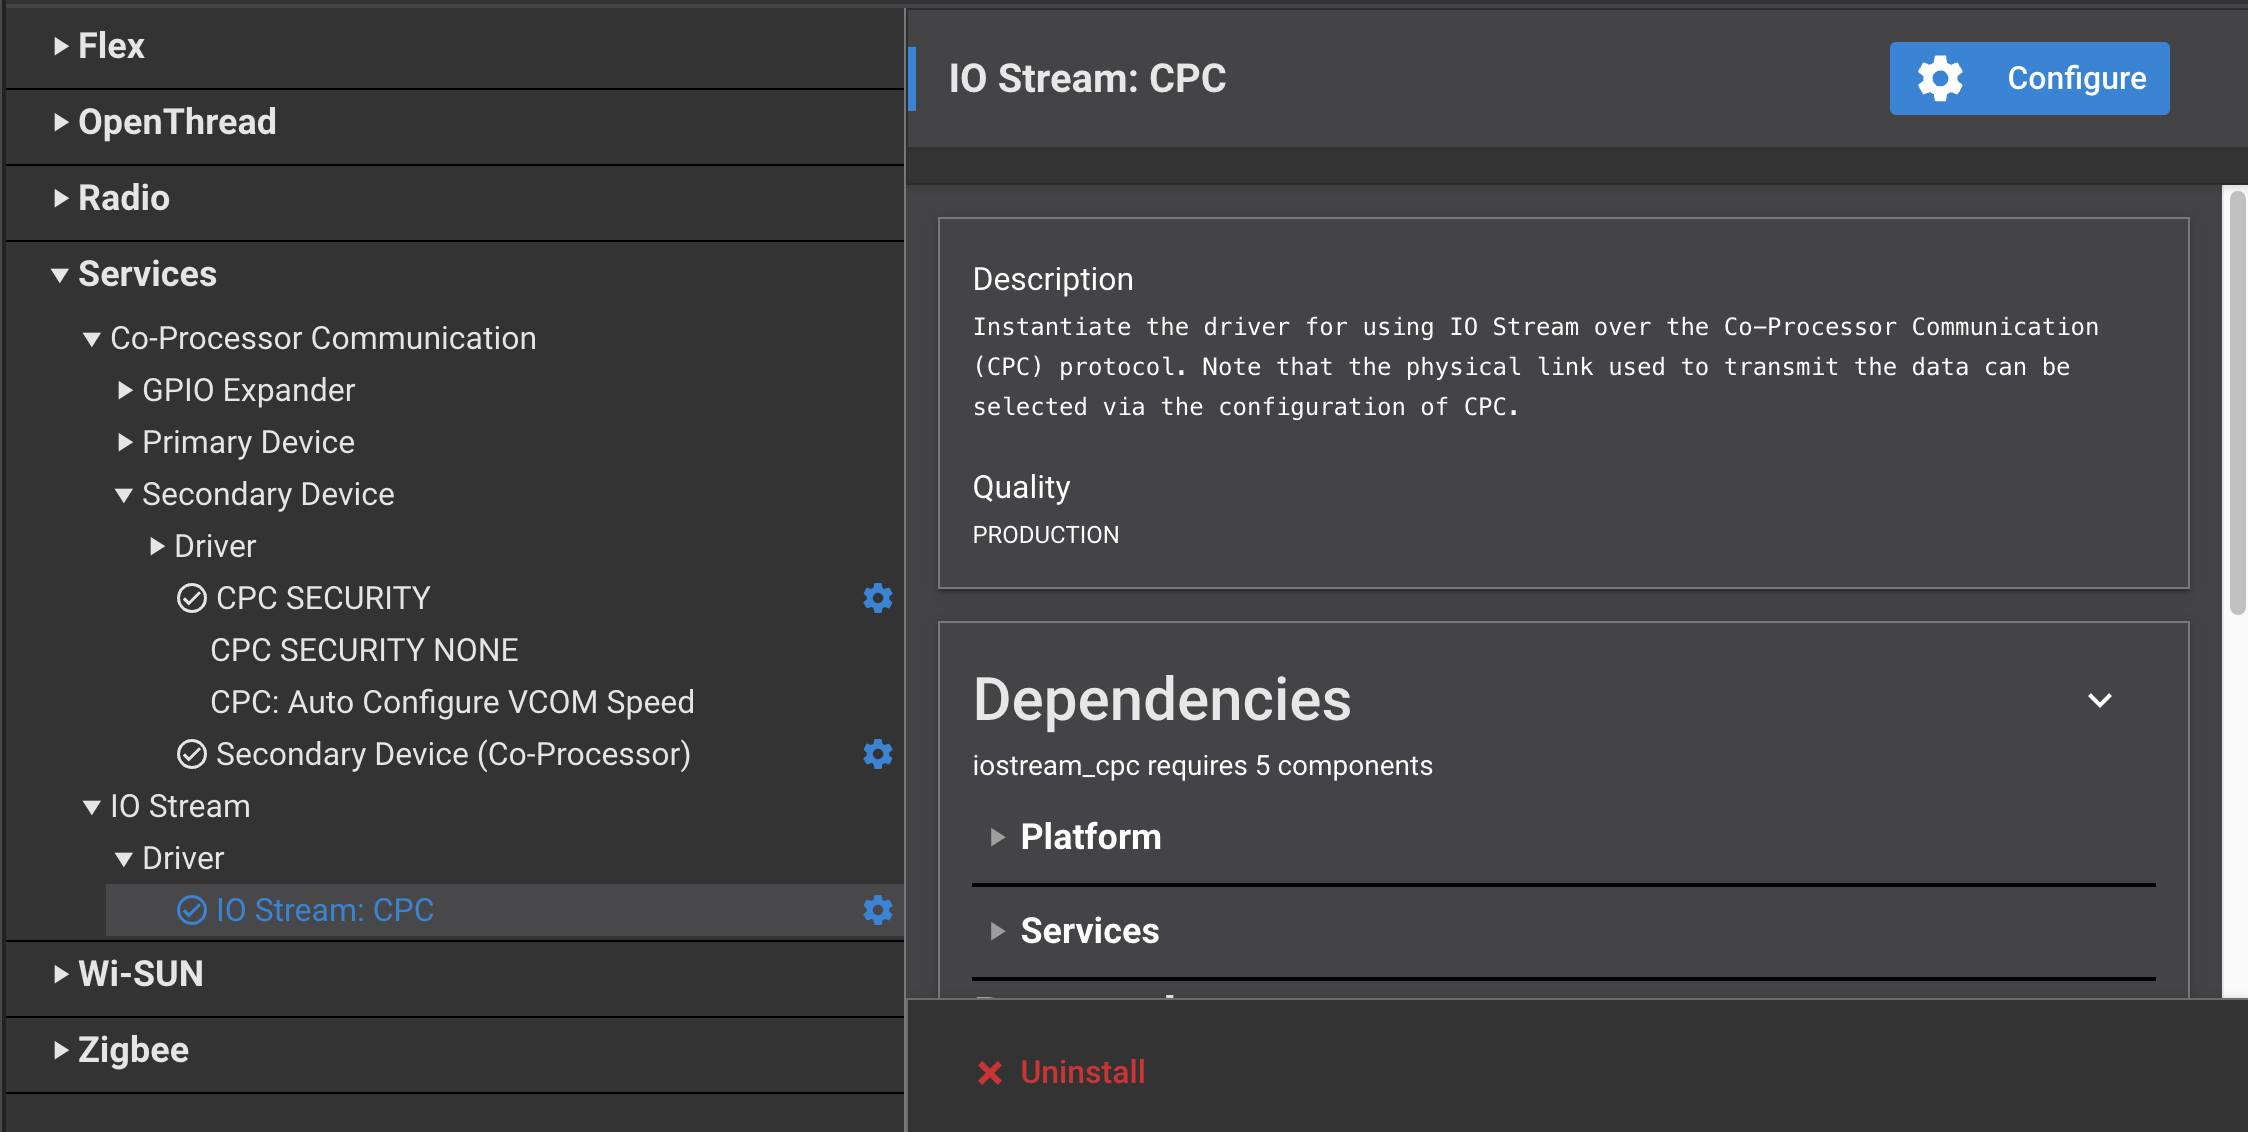 Flex
OpenThread
Radio
Services
Co-Processor Communication
GPIO Expander
Primary Device
Secondary Device
Driver
CPC SECURITY
CPC SECURITY NONE
CPC: Auto Configure VCOM Speed
Secondary Device (Co-Processor)
IO Stream
Driver
IO Stream: CPC
Wi-SUN
Zigbee
IO Stream: CPC
Configure
Description
Instantiate the driver for using IO Stream over the Co-Processor Communication
(CPC) protocol. Note that the physical link used to transmit the data can be
selected via the configuration of CPC.
Quality
PRODUCTION
Dependencies
iostream_cpc requires 5 components
Platform
Services
Uninstall